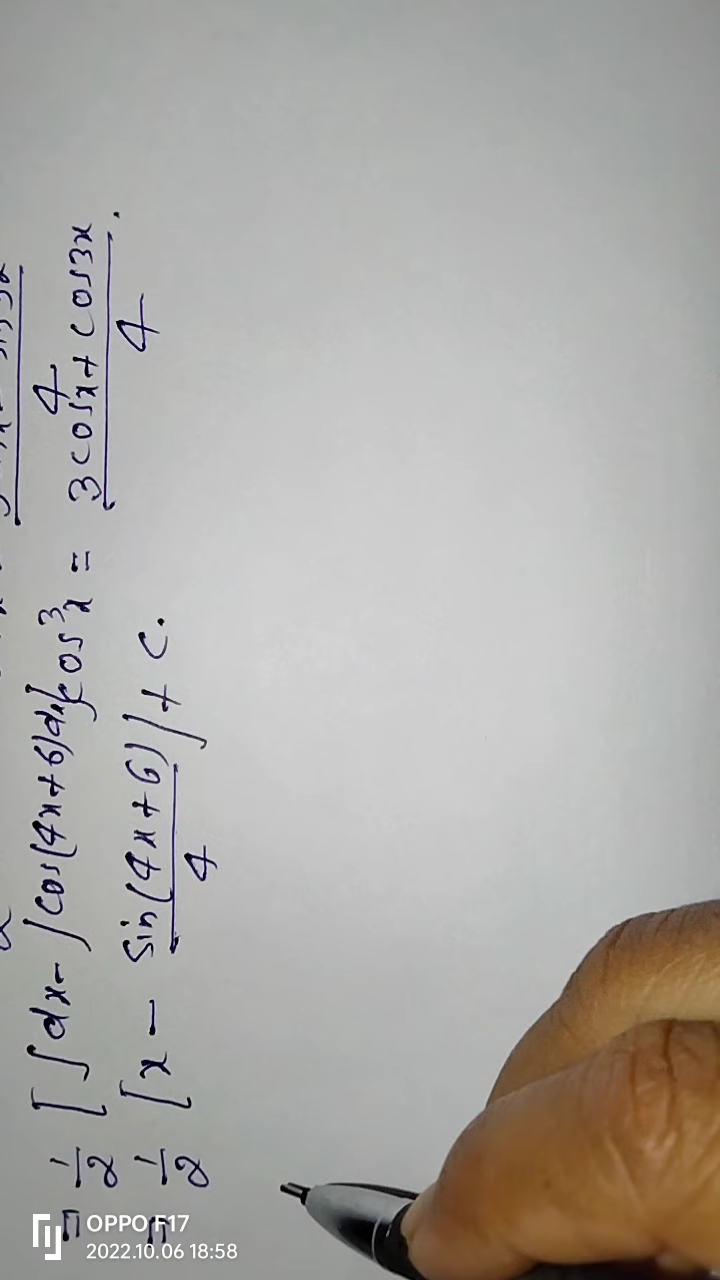 4
= 1/2 [∫dx - ∫cos(4x+6)dx] cos³x = 3cosx + cos3x / 4.
= 1/2 [x - sin(4x+6)/4] + C.
OPPO F17
2022.10.06 18:58